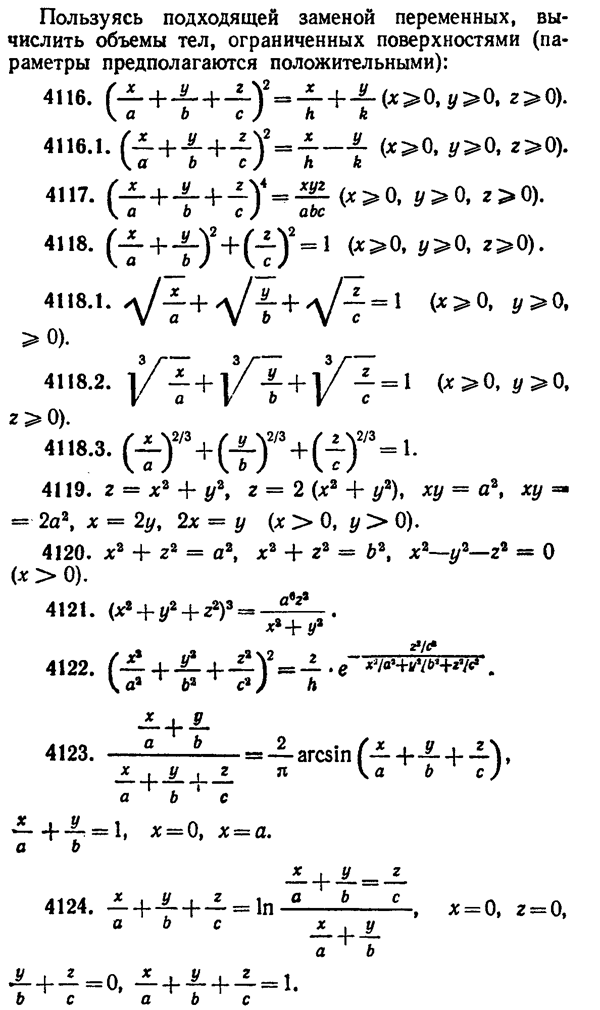 Пользуясь подходящей заменой переменных, вы-
числить объемы тел, ограниченных поверхностями (па-
раметры предполагаются положительными):
4116. (x/a + y/b + z/c)² = x/h + y/k (x ⩾ 0, y ⩾ 0, z ⩾ 0).
4116.1. (x/a + y/b + z/c)² = x/h − y/k (x ⩾ 0, y ⩾ 0, z ⩾ 0).
4117. (x/a + y/b + z/c)⁴ = xyz/abc (x ⩾ 0, y ⩾ 0, z ⩾ 0).
4118. (x/a + y/b)² + (z/c)² = 1 (x ⩾ 0, y ⩾ 0, z ⩾ 0).
4118.1. √(x/a) + √(y/b) + √(z/c) = 1 (x ⩾ 0, y ⩾ 0,
⩾ 0).
4118.2. ∛(x/a) + ∛(y/b) + ∛(z/c) = 1 (x ⩾ 0, y ⩾ 0,
z ⩾ 0).
4118.3. (x/a)^(2/3) + (y/b)^(2/3) + (z/c)^(2/3) = 1.
4119. z = x² + y², z = 2 (x² + y²), xy = a², xy =
= 2a², x = 2y, 2x = y (x > 0, y > 0).
4120. x² + z² = a², x² + z² = b², x² — y² — z² = 0
(x > 0).
4121. (x² + y² + z²)³ = a⁶z²/(x² + y²).
4122. (x²/a² + y²/b² + z²/c²)² = z/h · e^(−(z²/c²)/(x²/a² + y²/b² + z²/c²)).
4123. (x/a + y/b)/(x/a + y/b + z/c) = 2/π arcsin (x/a + y/b + z/c),
x/a + y/b = 1, x = 0, x = a.
4124. x/a + y/b + z/c = ln (x/a + y/b = z/c)/(x/a + y/b), x = 0, z = 0,
y/b + z/c = 0, x/a + y/b + z/c = 1.